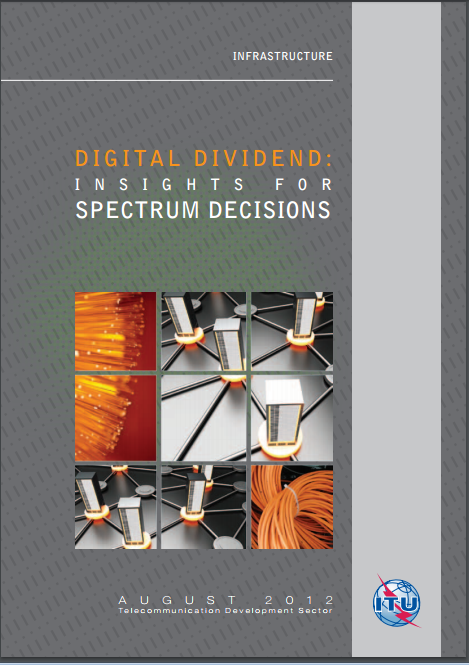 INFRASTRUCTURE
DIGITAL DIVIDEND:
INSIGHTS FOR
SPECTRUM DECISIONS
AUGUST 2012
Telecommunication Development Sector
ITU